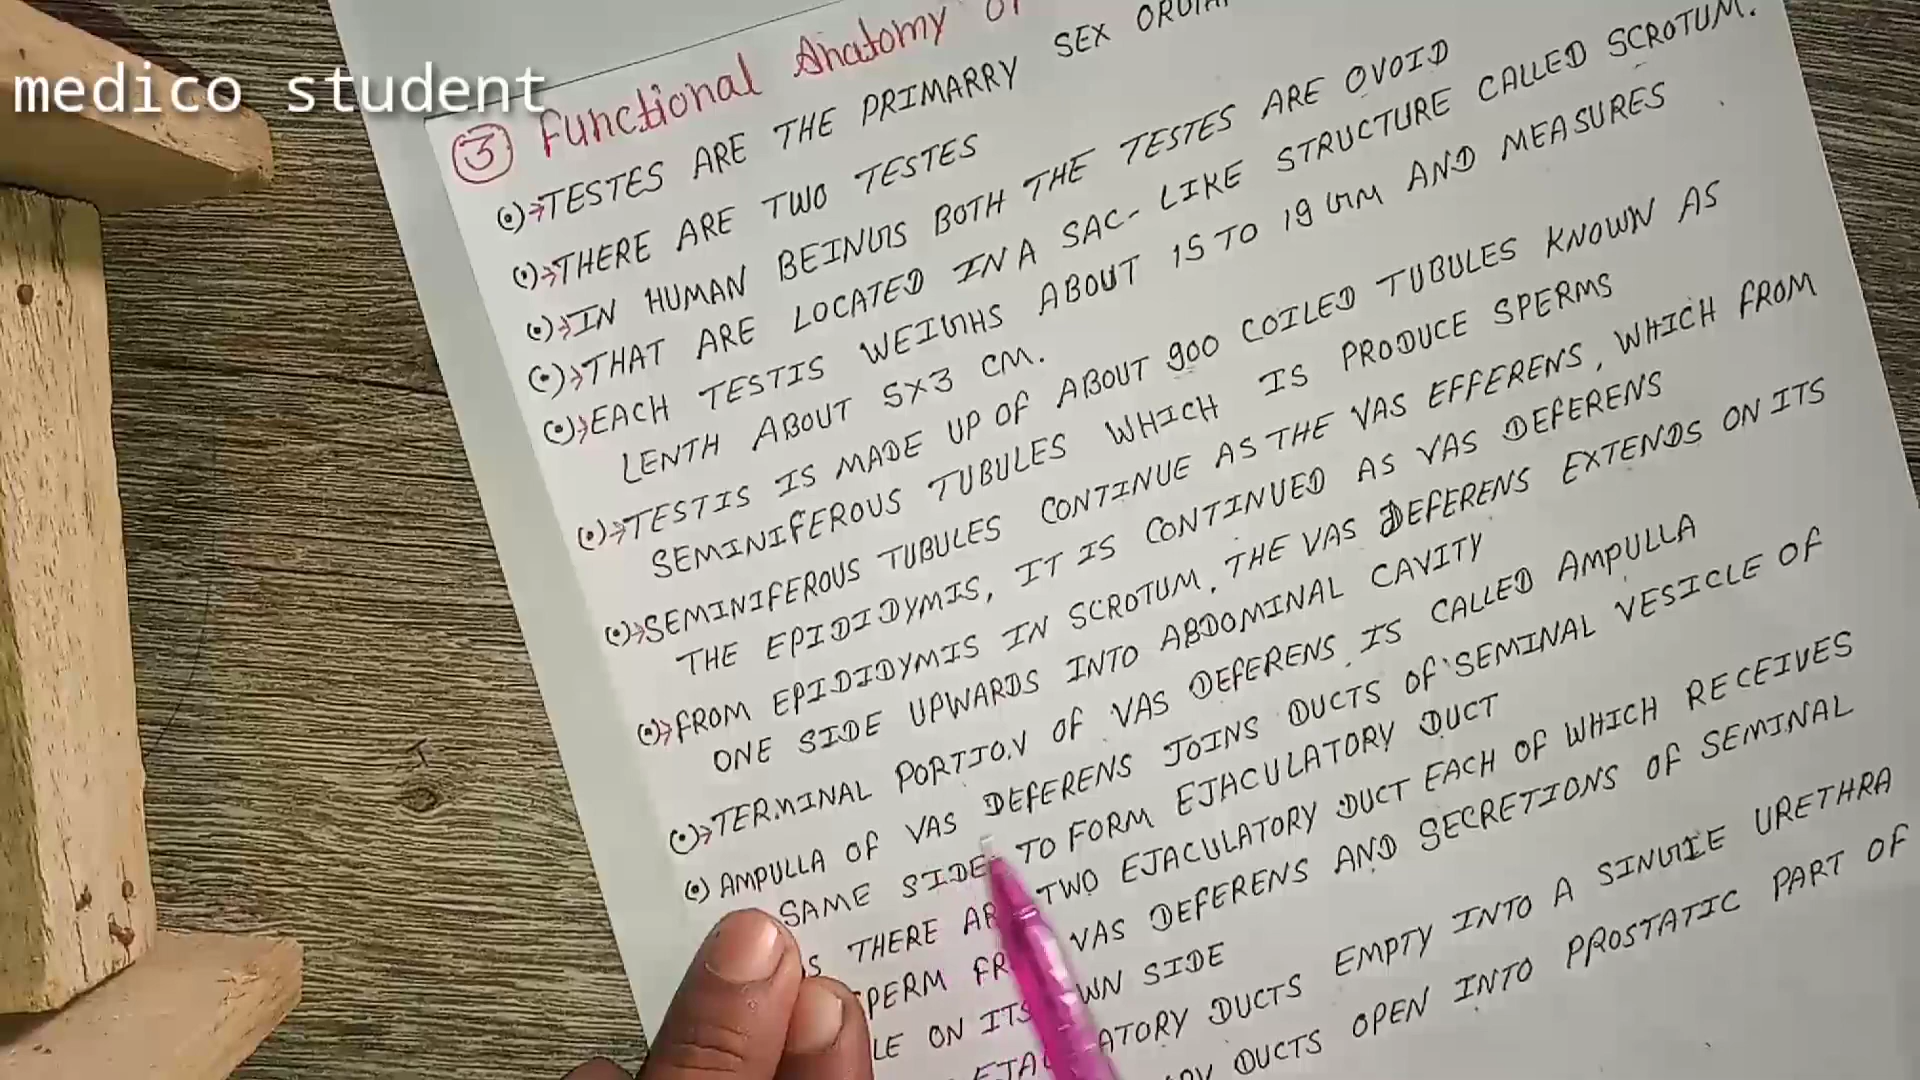 medico student
③ Functional Anatomy of
TESTES ARE THE PRIMARRY SEX
THERE ARE TWO TESTES
IN HUMAN BEINGS BOTH THE TESTES ARE OVOID
THAT ARE LOCATED IN A SAC-LIKE STRUCTURE CALLED SCROTUM.
EACH TESTIS WEIGHS ABOUT 15 TO 19 GM AND MEASURES
LENTH ABOUT 5X3 CM.
TESTIS IS MADE UP OF ABOUT 900 COILED TUBULES KNOWN AS
SEMINIFEROUS TUBULES WHICH IS PRODUCE SPERMS
SEMINIFEROUS TUBULES CONTINUE AS THE VAS EFFERENS, WHICH FROM
THE EPIDIDYMIS, IT IS CONTINUED AS VAS DEFERENS
FROM EPIDIDYMIS IN SCROTUM, THE VAS DEFERENS EXTENDS ON ITS
ONE SIDE UPWARDS INTO ABDOMINAL CAVITY
TERMINAL PORTION OF VAS DEFERENS IS CALLED AMPULLA
AMPULLA OF VAS DEFERENS JOINS DUCTS OF SEMINAL VESICLE OF
SAME SIDE TO FORM EJACULATORY DUCT
THERE TWO EJACULATORY DUCT EACH OF WHICH RECEIVES
VAS DEFERENS AND SECRETIONS OF SEMINAL
ON ITS SIDE
DUCTS EMPTY INTO A SINGLE URETHRA
DUCTS OPEN INTO PROSTATIC PART OF